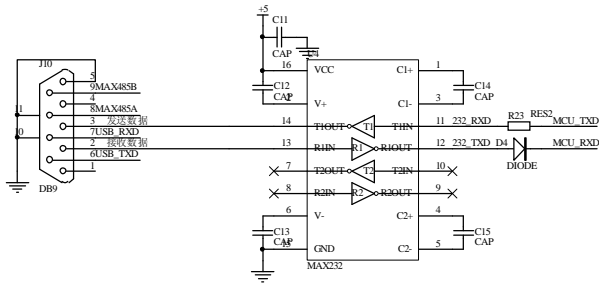 +5
C11
CAP
U4
J10
5
9MAX485B
4
8MAX485A
3 发送数据
7USB_RXD
2 接收数据
6USB_TXD
1
11
10
DB9
16
VCC
C12
CAP
2
V+
14
T1OUT
T1
T1IN
11
232_RXD
R23
RES2
MCU_TXD
13
R1IN
R1
R1OUT
12
232_TXD
D4
DIODE
MCU_RXD
7
T2OUT
T2
T2IN
10
8
R2IN
R2
R2OUT
9
6
V-
C13
CAP
15
GND
MAX232
C1+
1
C14
CAP
C1-
3
C2+
4
C15
CAP
C2-
5